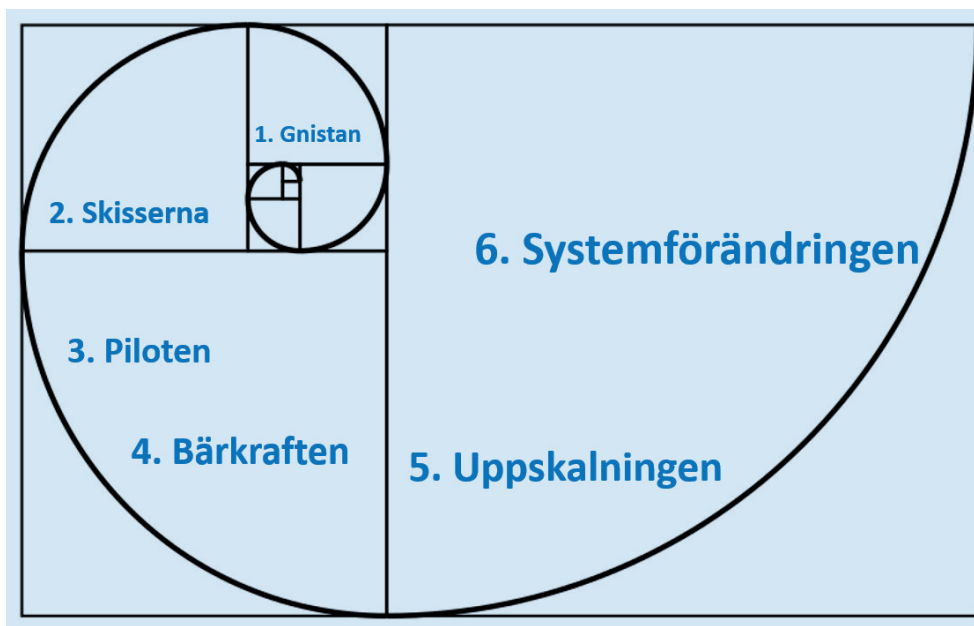 1. Gnistan
2. Skisserna
3. Piloten
4. Bärkraften
5. Uppskalningen
6. Systemförändringen